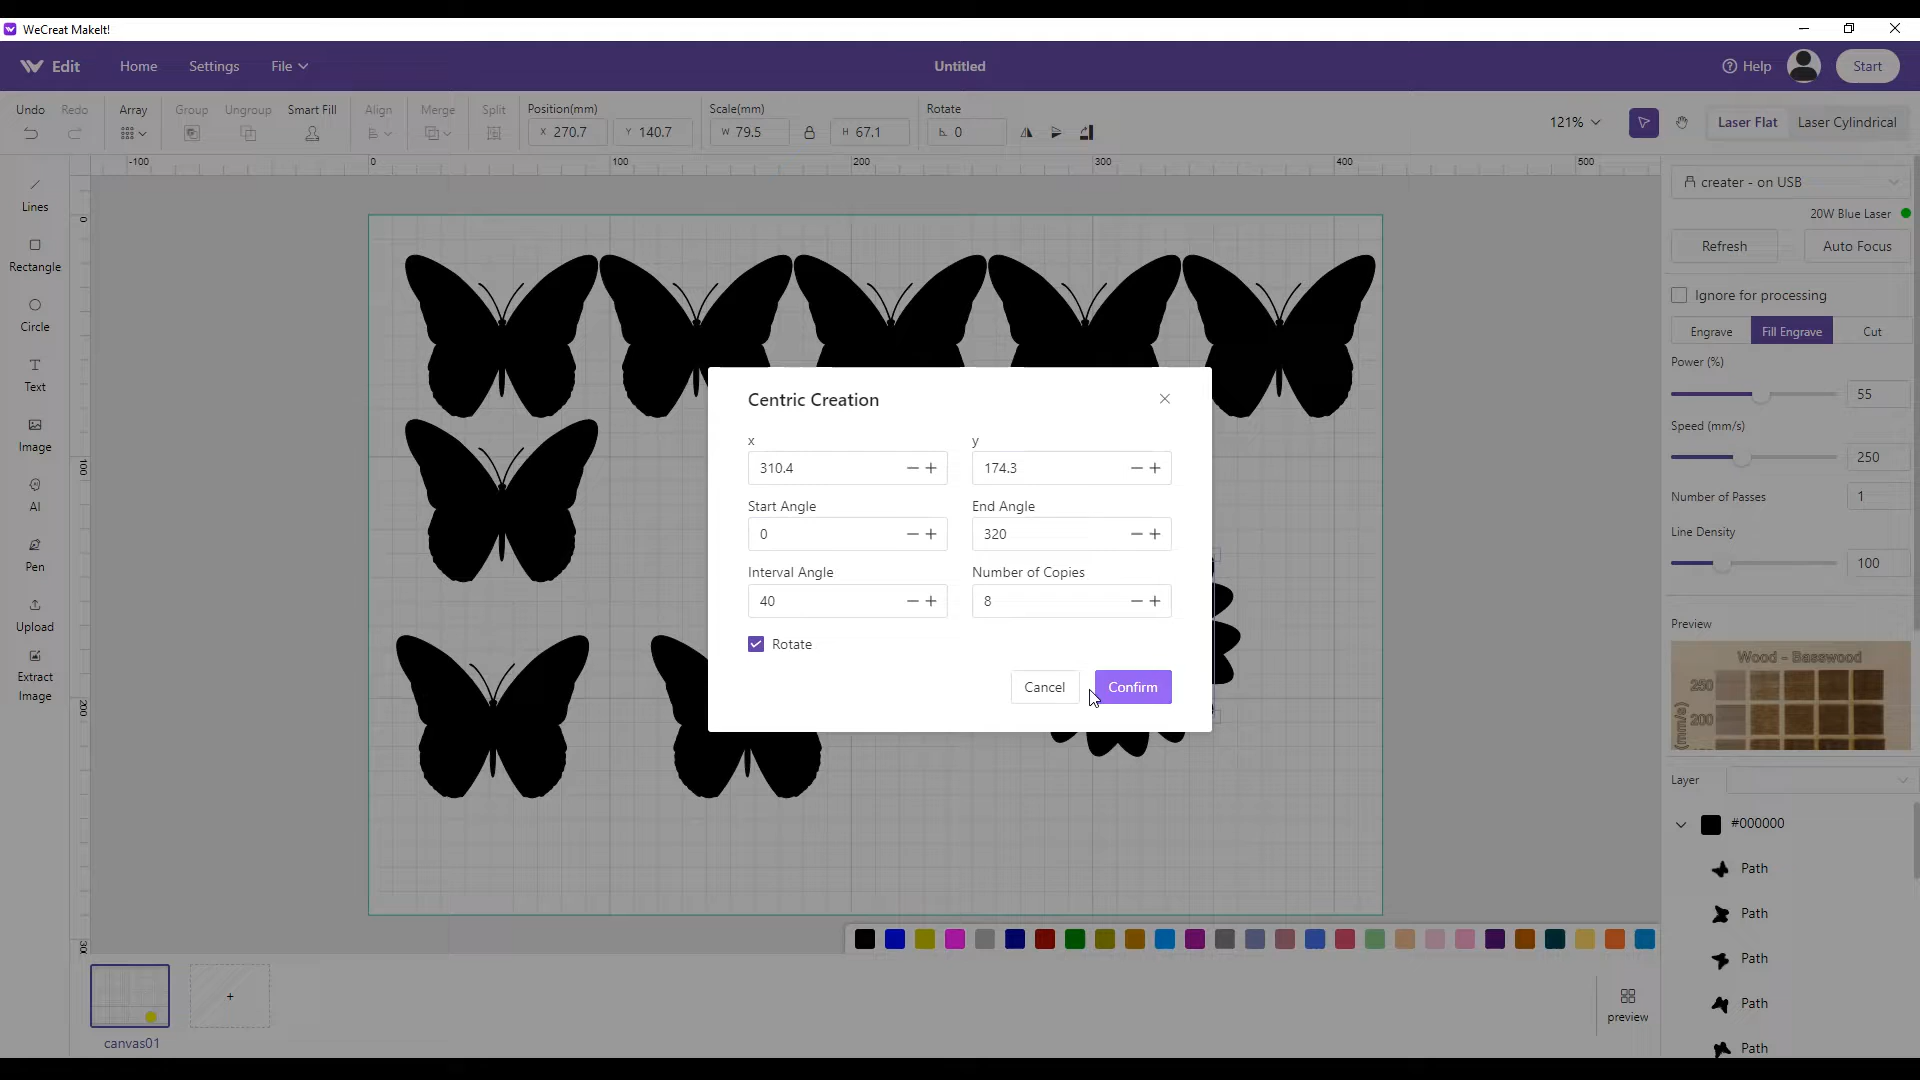 WeCreat MakeIt!
Edit Home Settings File Untitled Help Start
Undo Redo Array Group Ungroup Smart Fill Align Merge Split Position(mm) Scale(mm) Rotate
X 270.7 Y 140.7 W 79.5 H 67.1 0 121% Laser Flat Laser Cylindrical
-100 0 100 200 300 400 500
0
100
200
Lines
Rectangle
Circle
Text
Image
AI
Pen
Upload
Extract
Image
Centric Creation
x y
310.4 174.3
Start Angle End Angle
0 320
Interval Angle Number of Copies
40 8
Rotate
Cancel Confirm
creater - on USB
20W Blue Laser
Refresh Auto Focus
Ignore for processing
Engrave Fill Engrave Cut
Power (%)
55
Speed (mm/s)
250
Number of Passes 1
Line Density
100
Preview
Wood - Basswood
250
200
(mm/s)
Layer
#000000
Path
Path
Path
Path
Path
+
canvas01
preview